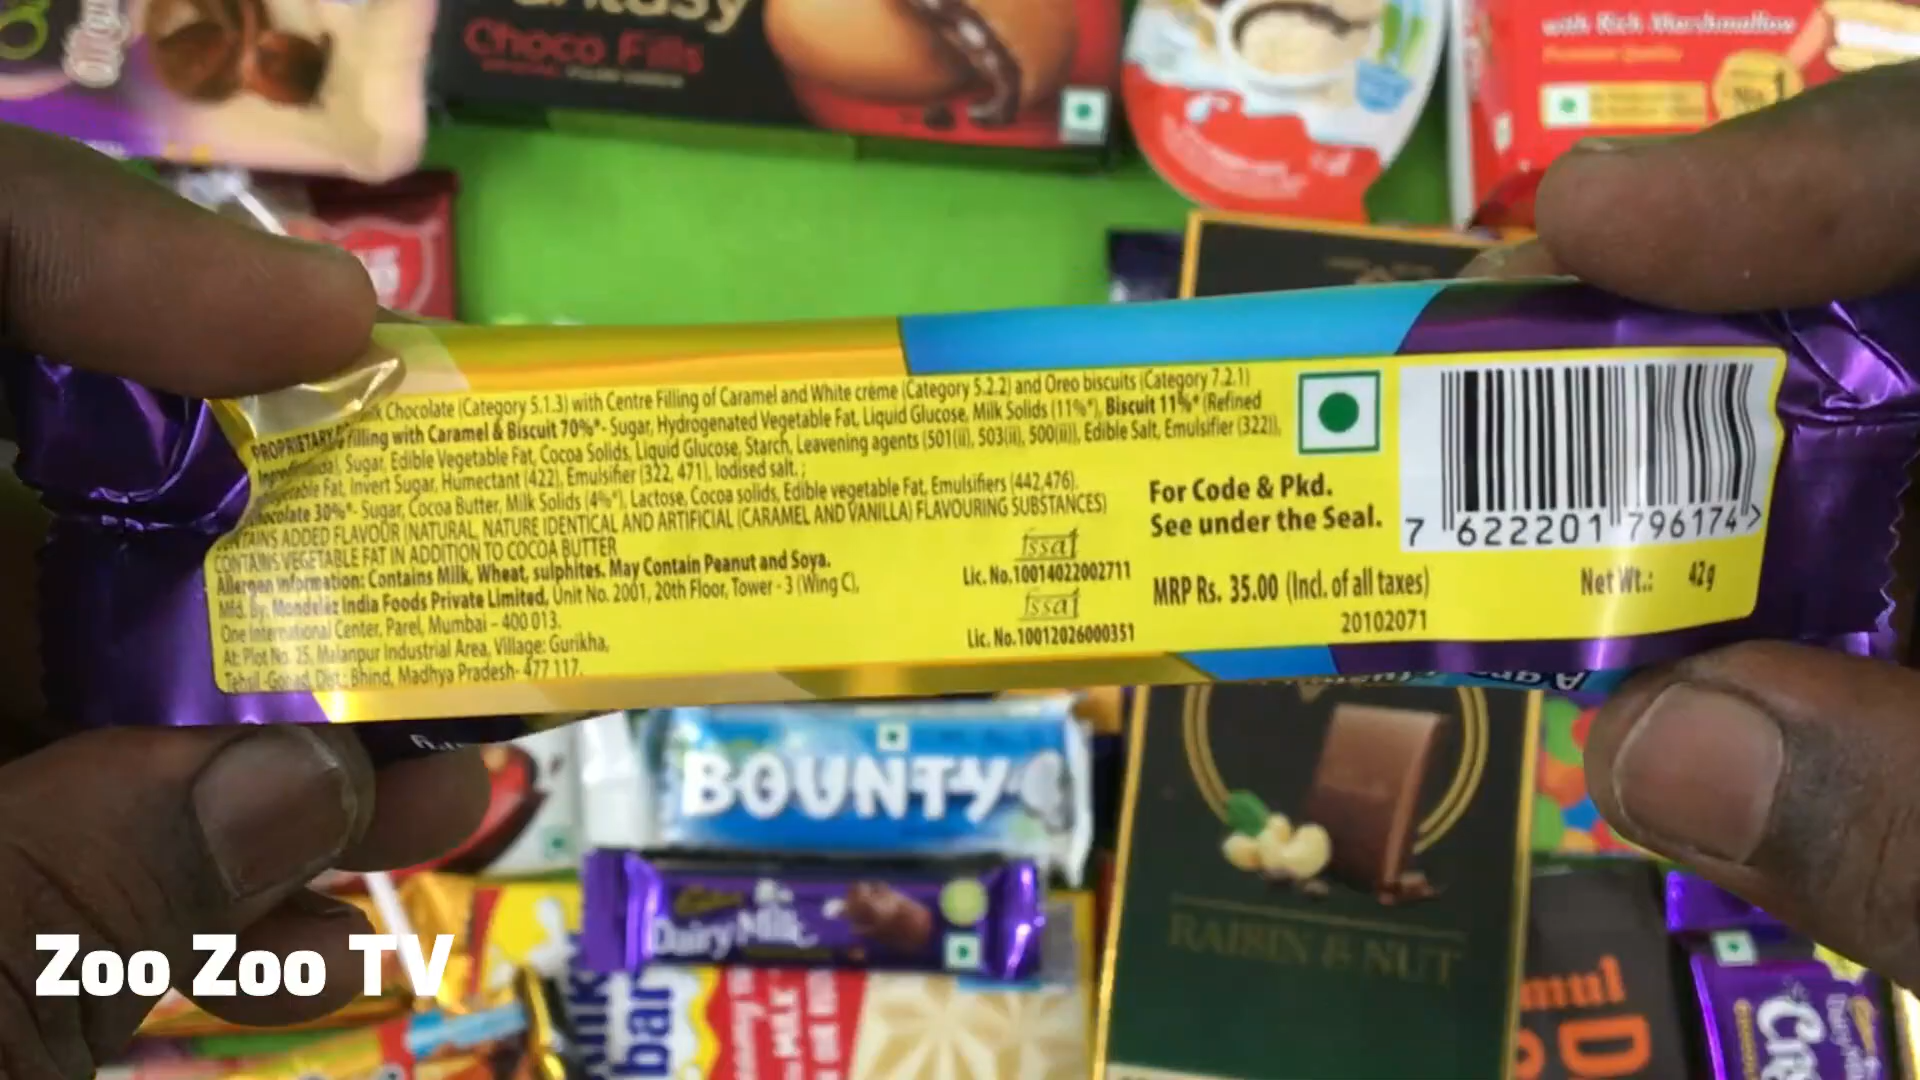 Choco Fills
with Rich Marshmallow
Premium Quality
No.1
Chocolate (Category 5.1.3) with Centre Filling of Caramel and White crème (Category 5.2.2) and Oreo biscuits (Category 7.2.1)
PROPRIETARY
filling with Caramel & Biscuit 70%*- Sugar, Hydrogenated Vegetable Fat, Liquid Glucose, Milk Solids (11%*), Biscuit 11%* (Refined
Sugar, Edible Vegetable Fat, Cocoa Solids, Liquid Glucose, Starch, Leavening agents (501(ii), 503(ii), 500(ii)), Edible Salt, Emulsifier (322)),
Fat, Invert Sugar, Humectant (422), Emulsifier (322, 471), Iodised salt. ;
30%*- Sugar, Cocoa Butter, Milk Solids (4%*), Lactose, Cocoa solids, Edible vegetable Fat, Emulsifiers (442,476).
ADDED FLAVOUR (NATURAL, NATURE IDENTICAL AND ARTIFICIAL (CARAMEL AND VANILLA) FLAVOURING SUBSTANCES)
CONTAINS VEGETABLE FAT IN ADDITION TO COCOA BUTTER
Allergen Information: Contains Milk, Wheat, sulphites. May Contain Peanut and Soya.
Mfd. By. Mondelēz India Foods Private Limited, Unit No. 2001, 20th Floor, Tower - 3 (Wing C),
One International Center, Parel, Mumbai – 400 013.
At: Plot No. 25, Malanpur Industrial Area, Village: Gurikha,
Tehsil -Gohad, Dist.: Bhind, Madhya Pradesh- 477 117.
fssai
Lic. No. 10014022002711
fssai
Lic. No. 10012026000351
For Code & Pkd.
See under the Seal.
MRP Rs. 35.00 (Incl. of all taxes)
20102071
7 622201 796174 >
Net Wt.: 42g
BOUNTY
Cadbury
Dairy Milk
RAISIN & NUT
bar
Zoo Zoo TV